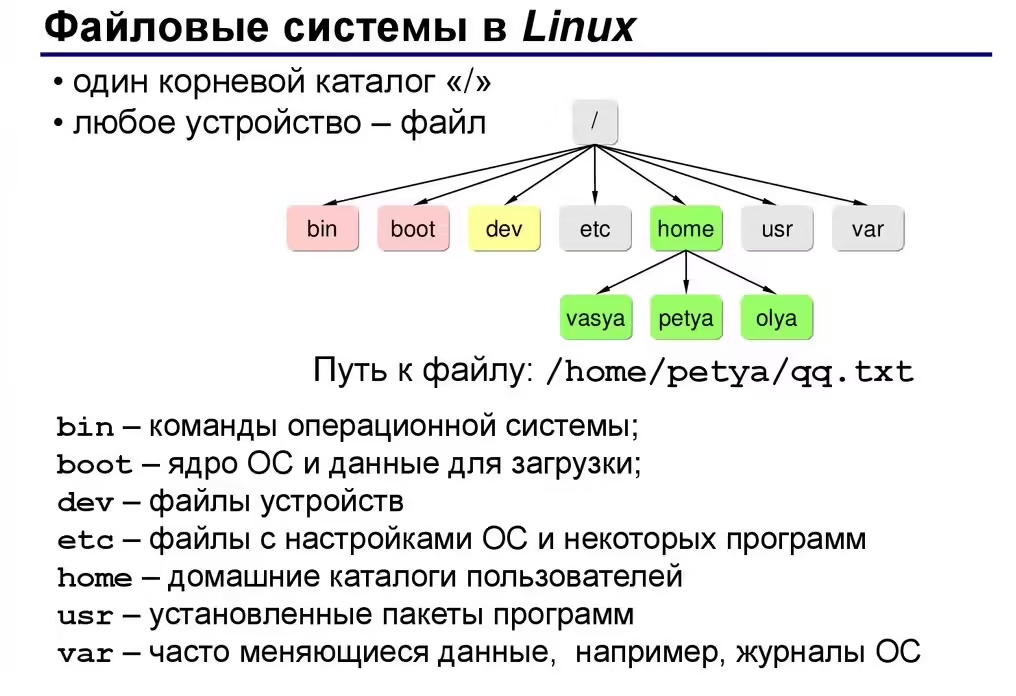 Файловые системы в Linux
• один корневой каталог «/»
• любое устройство – файл
/
bin boot dev etc home usr var
vasya petya olya
Путь к файлу: /home/petya/qq.txt
bin – команды операционной системы;
boot – ядро ОС и данные для загрузки;
dev – файлы устройств
etc – файлы с настройками ОС и некоторых программ
home – домашние каталоги пользователей
usr – установленные пакеты программ
var – часто меняющиеся данные, например, журналы ОС